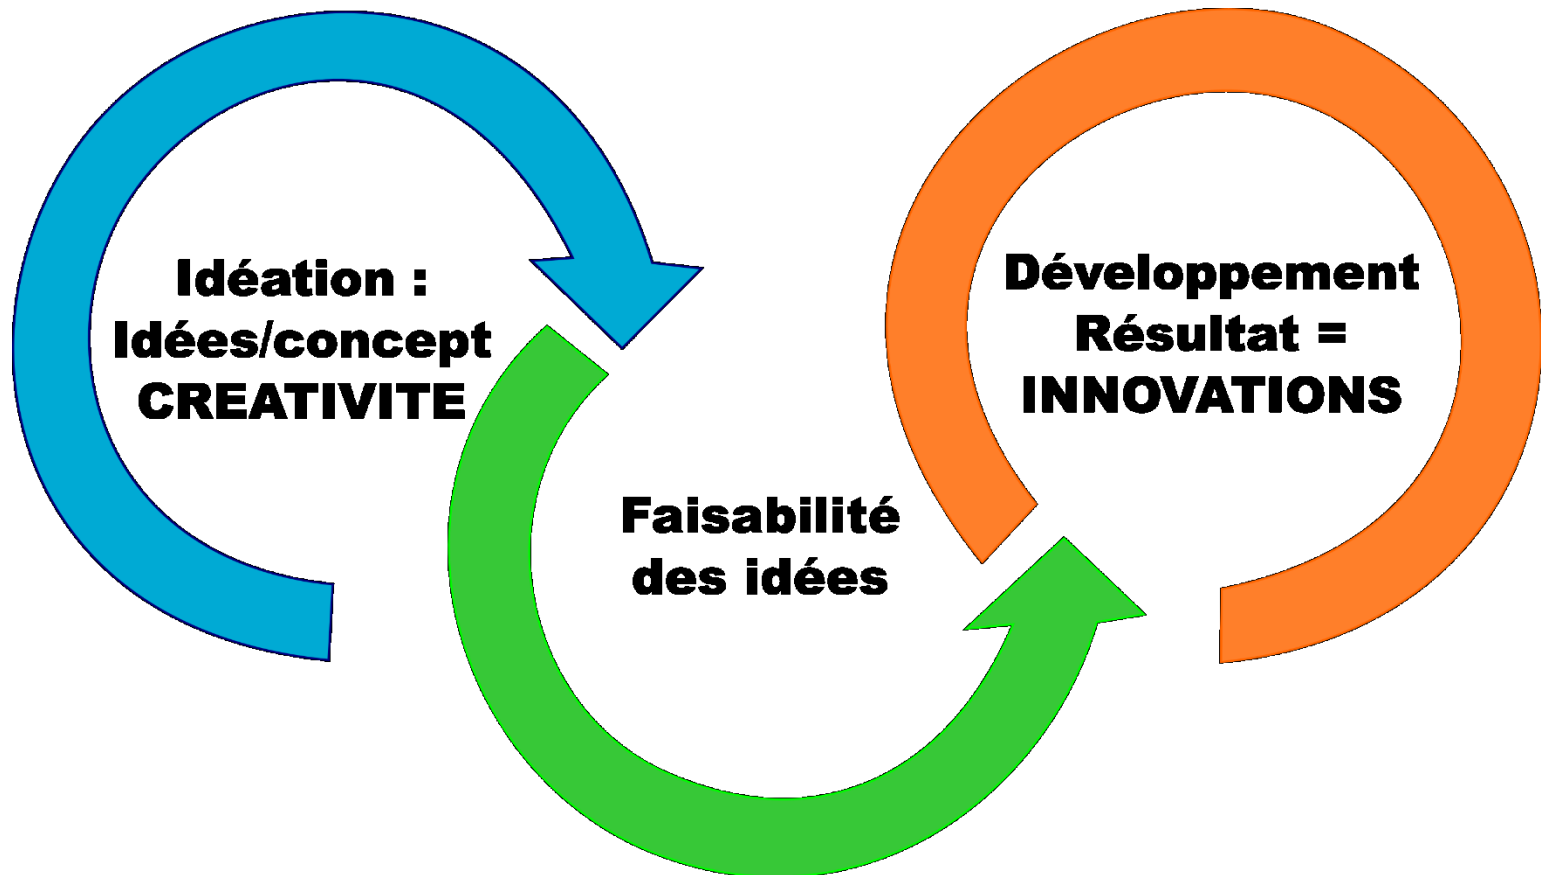 Idéation :
Idées/concept
CREATIVITE
Faisabilité
des idées
Développement
Résultat =
INNOVATIONS